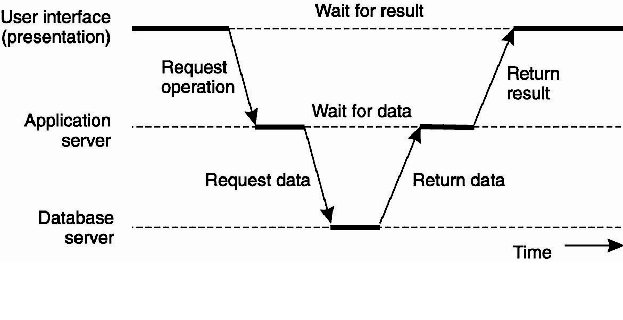 User interface
(presentation)
Wait for result
Request
operation
Return
result
Application
server
Wait for data
Request data
Return data
Database
server
Time